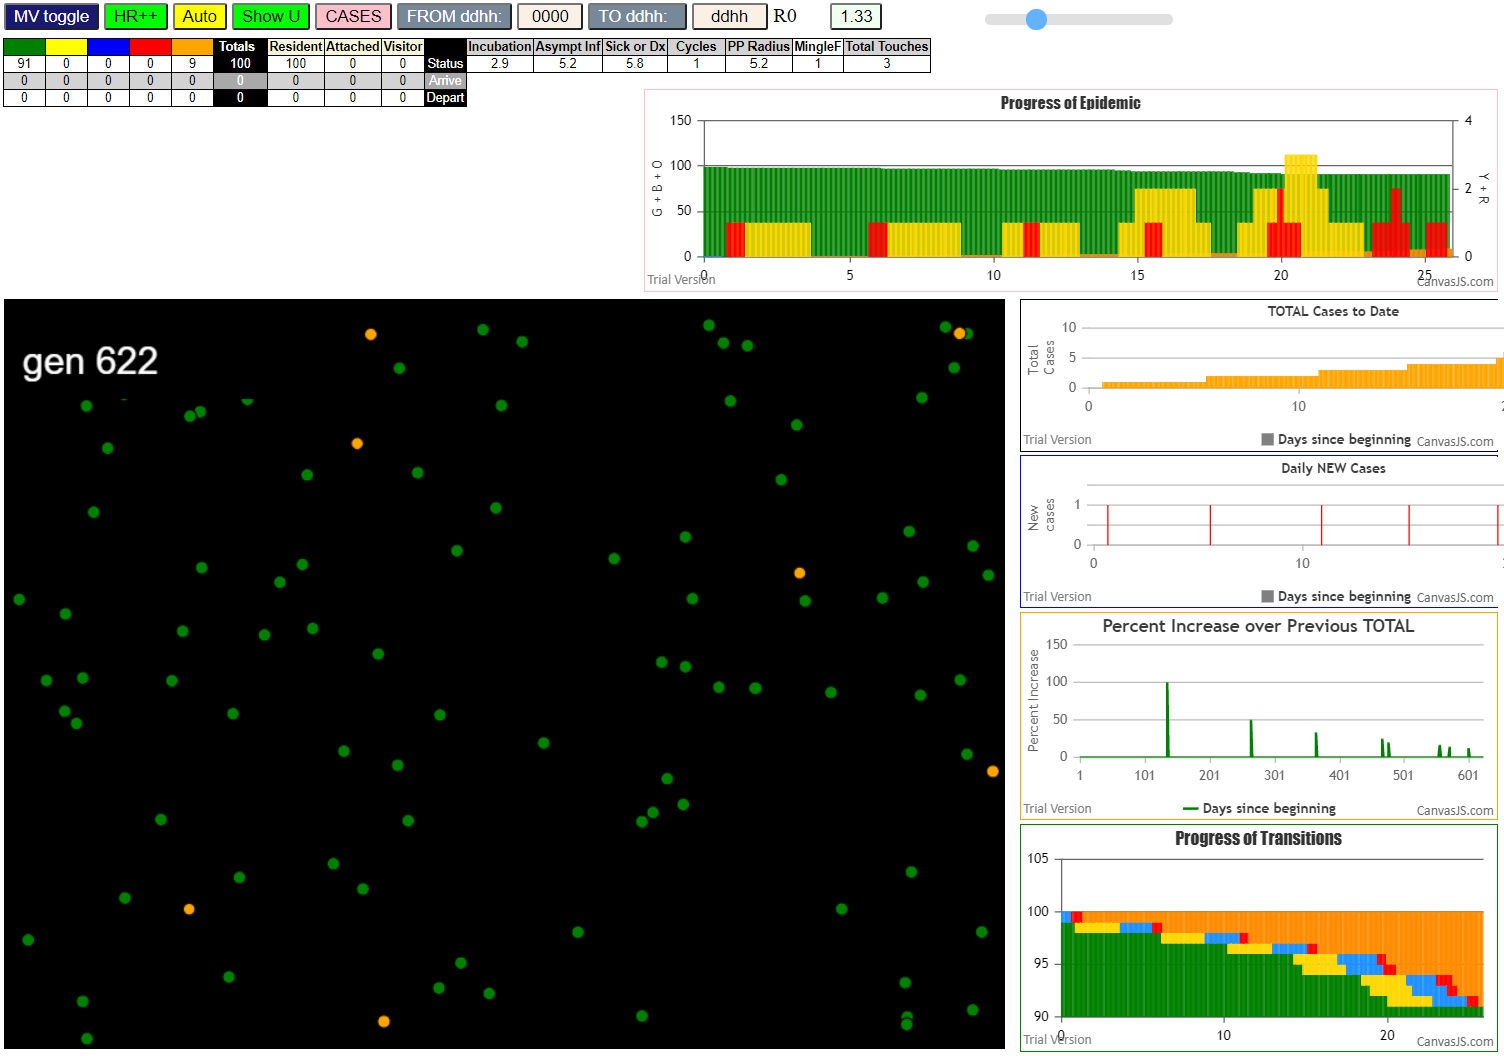 MV toggle HR++ Auto Show U CASES FROM ddhh: 0000 TO ddhh: ddhh R0 1.33
Totals Resident Attached Visitor Incubation Asympt Inf Sick or Dx Cycles PP Radius MingleF Total Touches
91 0 0 0 9 100 100 0 0 Status 2.9 5.2 5.8 1 5.2 1 3
0 0 0 0 0 0 0 0 0 Arrive
0 0 0 0 0 0 0 0 0 Depart
Progress of Epidemic
150 4
100
2
50
0 0
G + B + O
Y + R
0 5 10 15 20 25
Trial Version CanvasJS.com
gen 622
TOTAL Cases to Date
10
5
0
Total
Cases
0 10
Days since beginning
Trial Version CanvasJS.com
Daily NEW Cases
1
0
New
cases
0 10
Days since beginning
Trial Version CanvasJS.com
Percent Increase over Previous TOTAL
150
100
50
0
Percent Increase
1 101 201 301 401 501 601
Days since beginning
Trial Version CanvasJS.com
Progress of Transitions
105
100
95
90
0 10 20
Trial Version CanvasJS.com